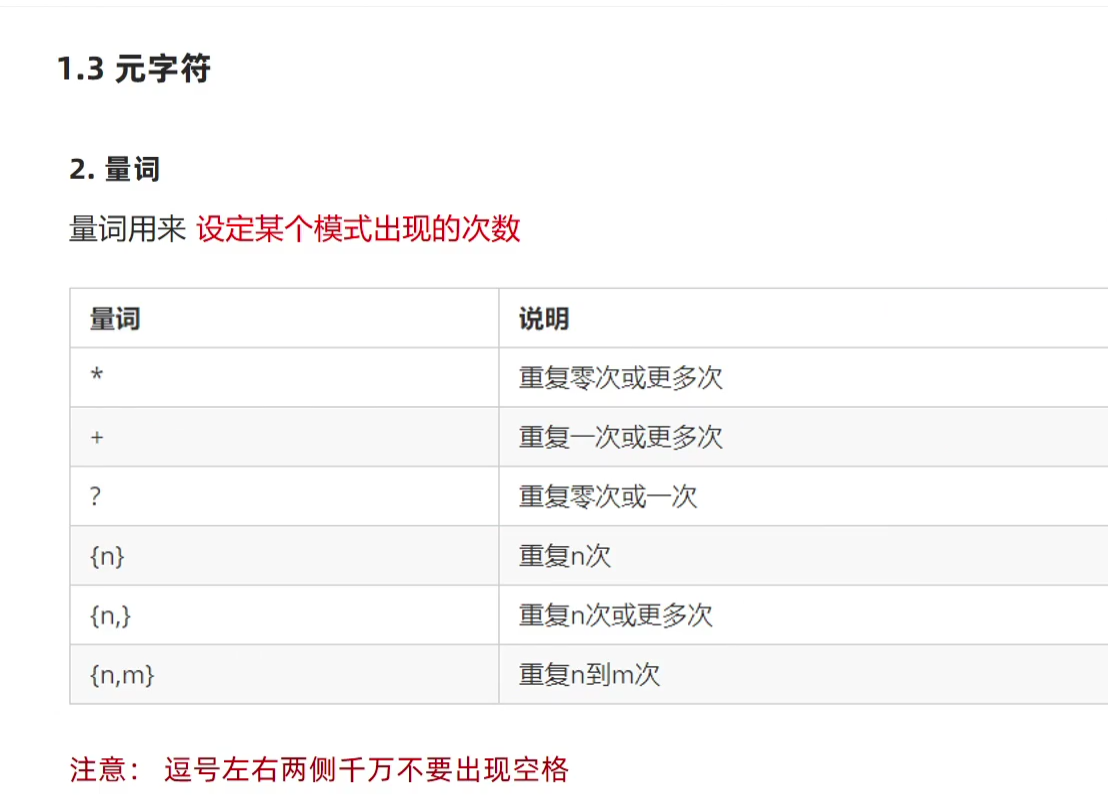 1.3 元字符
2. 量词
量词用来 设定某个模式出现的次数
量词 说明
* 重复零次或更多次
+ 重复一次或更多次
? 重复零次或一次
{n} 重复n次
{n,} 重复n次或更多次
{n,m} 重复n到m次
注意： 逗号左右两侧千万不要出现空格